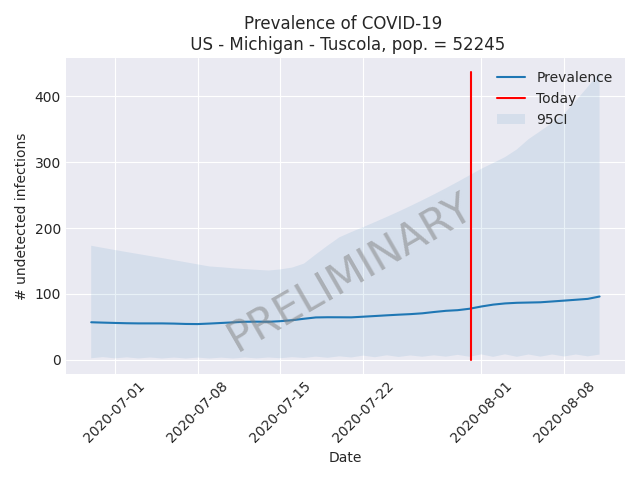 Prevalence of COVID-19
US - Michigan - Tuscola, pop. = 52245
Prevalence
Today
95CI
400
300
200
100
0
# undetected infections
PRELIMINARY
2020-07-01
2020-07-08
2020-07-15
2020-07-22
2020-08-01
2020-08-08
Date